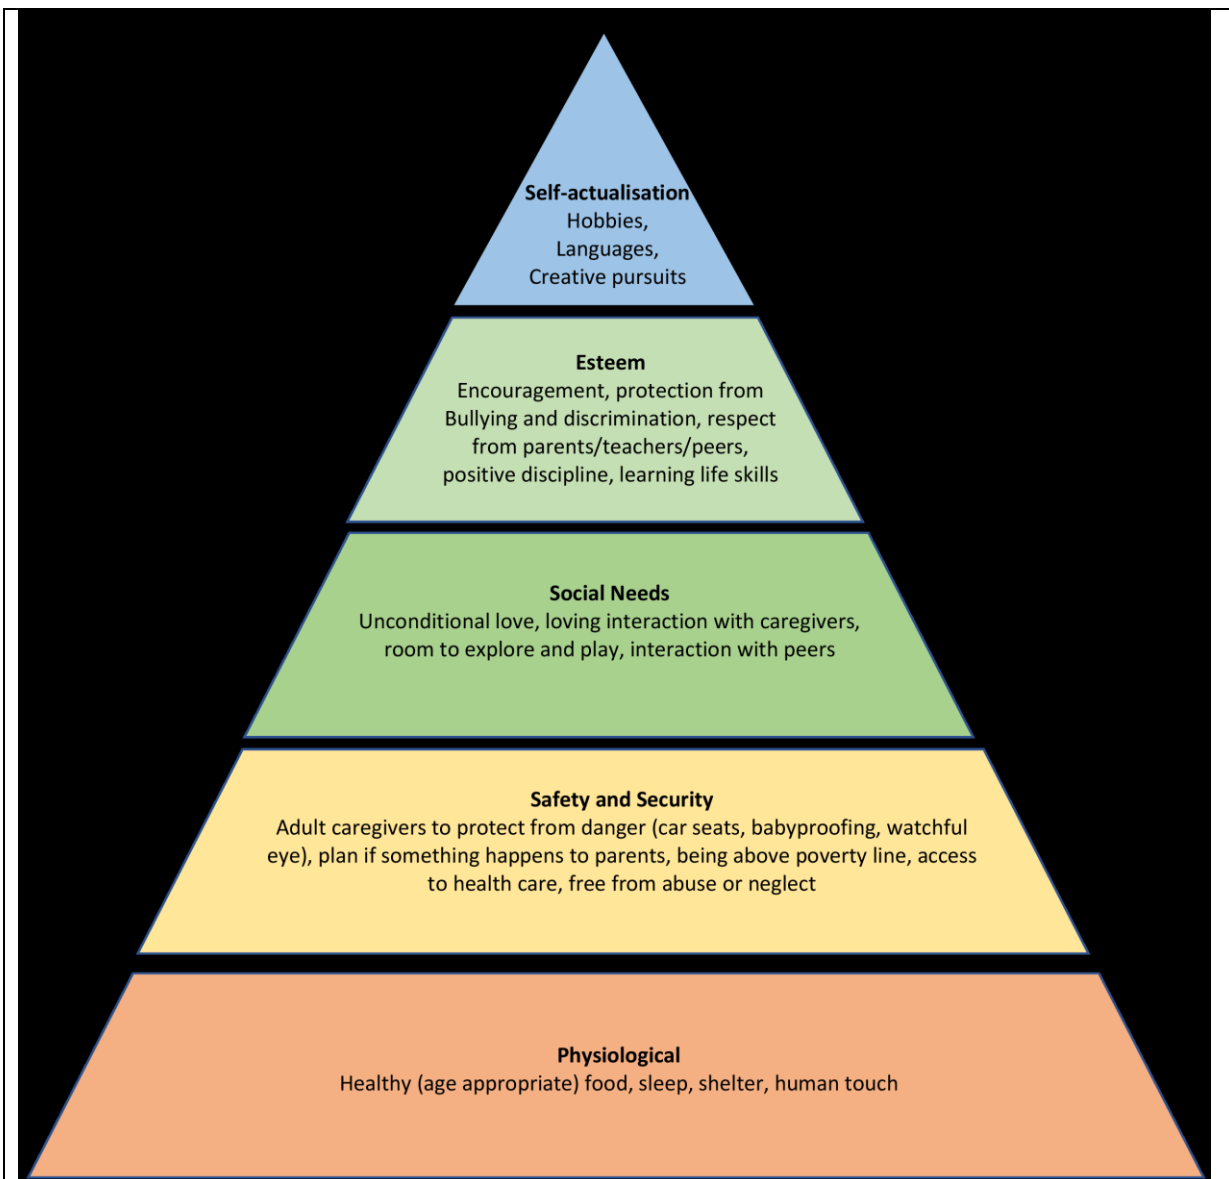 Self-actualisation
Hobbies,
Languages,
Creative pursuits
Esteem
Encouragement, protection from
Bullying and discrimination, respect
from parents/teachers/peers,
positive discipline, learning life skills
Social Needs
Unconditional love, loving interaction with caregivers,
room to explore and play, interaction with peers
Safety and Security
Adult caregivers to protect from danger (car seats, babyproofing, watchful
eye), plan if something happens to parents, being above poverty line, access
to health care, free from abuse or neglect
Physiological
Healthy (age appropriate) food, sleep, shelter, human touch